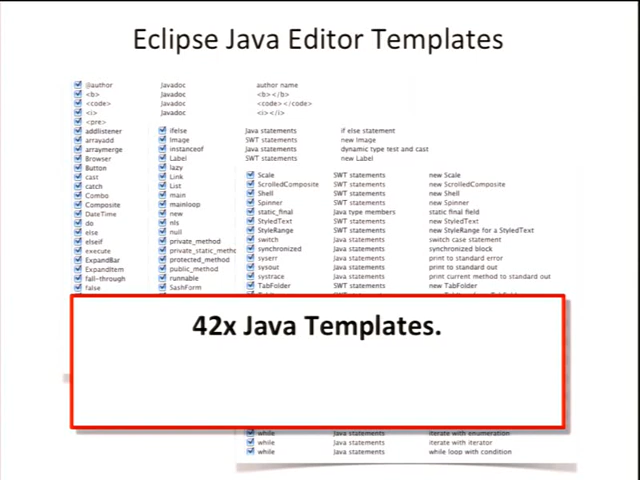 Eclipse Java Editor Templates
@author Javadoc author name
<b> Javadoc <b></b>
<code> Javadoc <code></code>
<i> Javadoc <i></i>
<pre>
addlistener
arrayadd
arraymerge
Browser
Button
cast
catch
Combo
Composite
DateTime
do
else
elseif
execute
ExpandBar
ExpandItem
fall-through
false
ifelse Java statements if else statement
Image SWT statements new Image
instanceof Java statements dynamic type test and cast
Label SWT statements new Label
lazy
Link
List
main
mainloop
new
nls
null
private_method
private_static_metho
protected_method
public_method
runnable
SashForm
Scale SWT statements new Scale
ScrolledComposite SWT statements new ScrolledComposite
Shell SWT statements new Shell
Spinner SWT statements new Spinner
static_final Java type members static final field
StyledText SWT statements new StyledText
StyleRange SWT statements new StyleRange for a StyledText
switch Java statements switch case statement
synchronized Java statements synchronized block
syserr Java statements print to standard error
sysout Java statements print to standard out
systrace Java statements print current method to standard out
TabFolder SWT statements new TabFolder
42x Java Templates.
while Java statements iterate with enumeration
while Java statements iterate with iterator
while Java statements while loop with condition